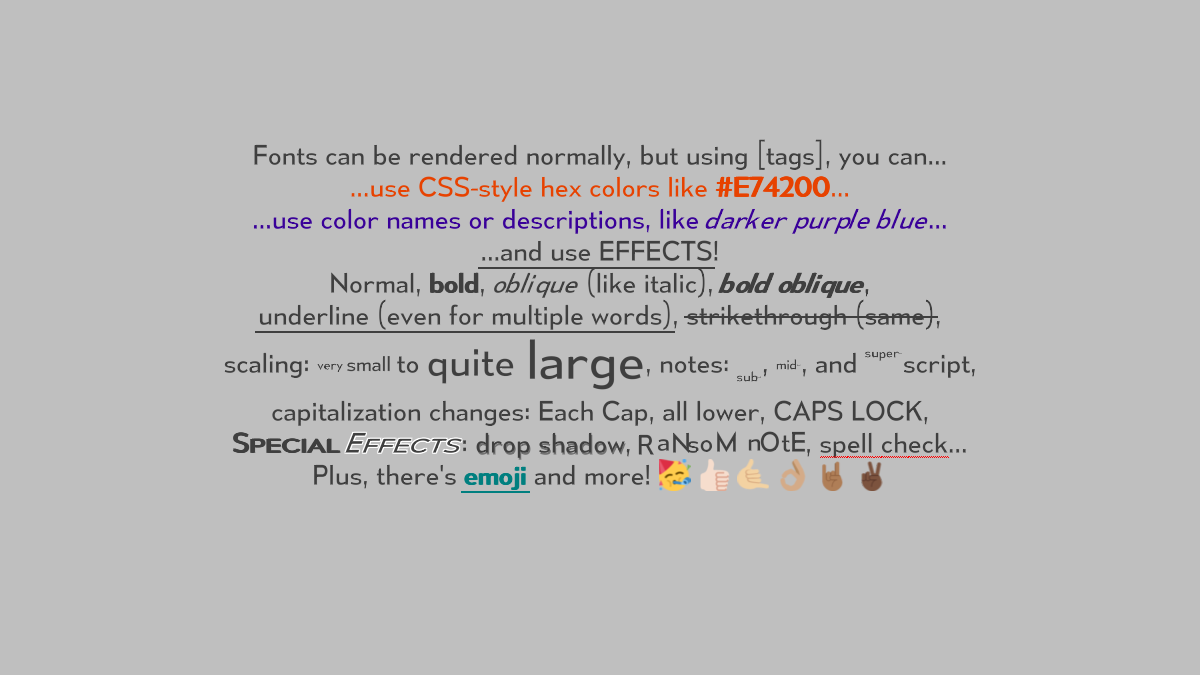 Fonts can be rendered normally, but using [tags], you can...
...use CSS-style hex colors like #E74200...
...use color names or descriptions, like darker purple blue...
...and use EFFECTS!
Normal, bold, oblique (like italic), bold oblique,
underline (even for multiple words), strikethrough (same),
scaling: very small to quite large, notes: sub-, mid-, and super-script,
capitalization changes: Each Cap, all lower, CAPS LOCK,
SPECIAL EFFECTS: drop shadow, RaNsoM nOtE, spell check...
Plus, there's emoji and more! 🥳👍🏻🤙🏼👌🏽🤘🏾✌🏿